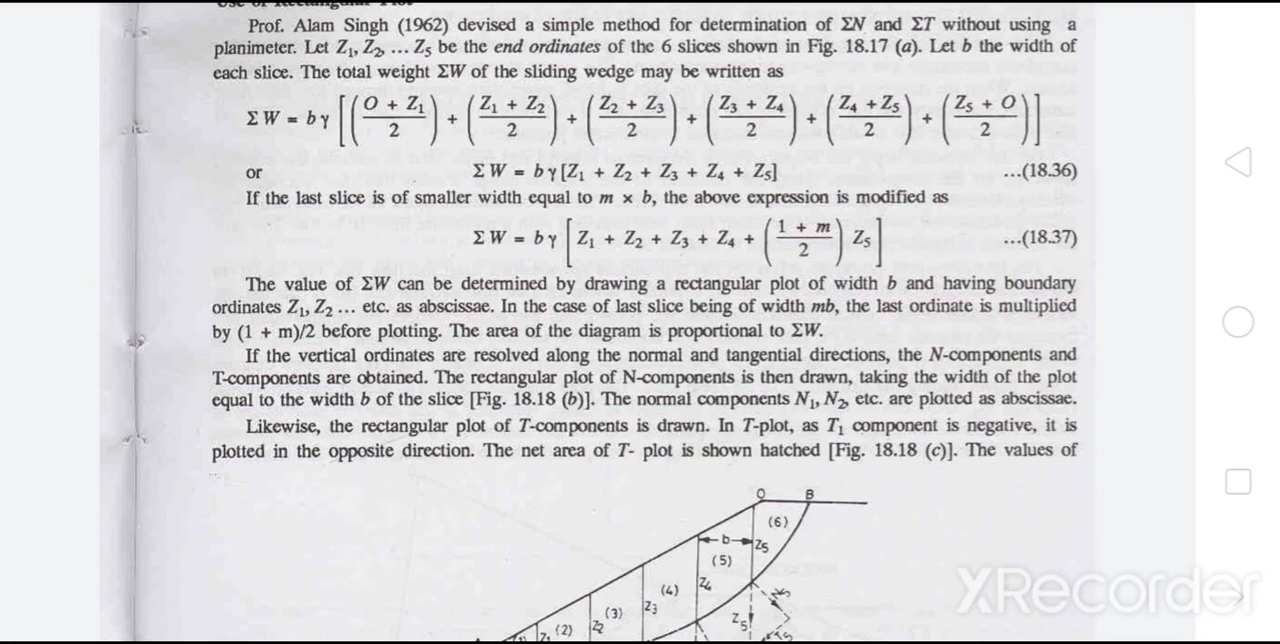 Use of Rectangular Plot
Prof. Alam Singh (1962) devised a simple method for determination of ΣN and ΣT without using a
planimeter. Let Z₁, Z₂, ... Z₅ be the end ordinates of the 6 slices shown in Fig. 18.17 (a). Let b the width of
each slice. The total weight ΣW of the sliding wedge may be written as
Σ W = b γ [((O + Z₁)/2) + ((Z₁ + Z₂)/2) + ((Z₂ + Z₃)/2) + ((Z₃ + Z₄)/2) + ((Z₄ + Z₅)/2) + ((Z₅ + O)/2)]
or Σ W = b γ [Z₁ + Z₂ + Z₃ + Z₄ + Z₅] ...(18.36)
If the last slice is of smaller width equal to m × b, the above expression is modified as
Σ W = b γ [Z₁ + Z₂ + Z₃ + Z₄ + ((1 + m)/2) Z₅] ...(18.37)
The value of ΣW can be determined by drawing a rectangular plot of width b and having boundary
ordinates Z₁, Z₂ ... etc. as abscissae. In the case of last slice being of width mb, the last ordinate is multiplied
by (1 + m)/2 before plotting. The area of the diagram is proportional to ΣW.
If the vertical ordinates are resolved along the normal and tangential directions, the N-components and
T-components are obtained. The rectangular plot of N-components is then drawn, taking the width of the plot
equal to the width b of the slice [Fig. 18.18 (b)]. The normal components N₁, N₂, etc. are plotted as abscissae.
Likewise, the rectangular plot of T-components is drawn. In T-plot, as T₁ component is negative, it is
plotted in the opposite direction. The net area of T- plot is shown hatched [Fig. 18.18 (c)]. The values of
O B
(6)
b Z₅
(5)
(4) Z₄
(3) Z₃
(2) Z₂
Z₁
Z₅
N₅
T₅
XRecorder